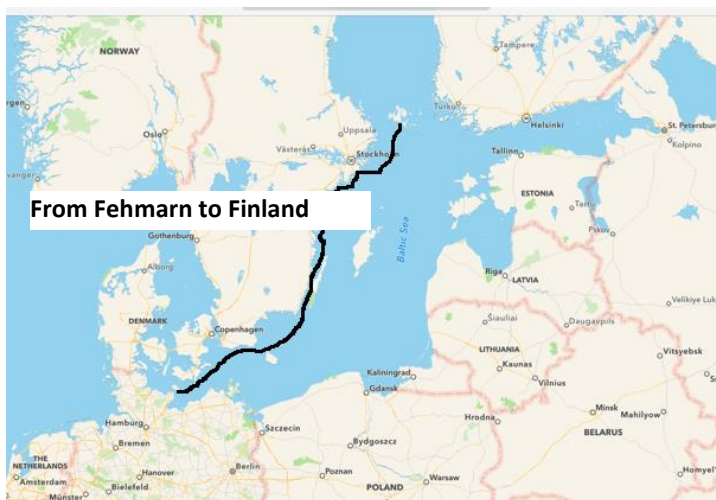 NORWAY
Tampere
Turku
Helsinki
St. Petersburg
Kolpino
Oslo
Uppsala
Västerås
Stockholm
Tallinn
From Fehmarn to Finland
ESTONIA
Tartu
Pskov
Gothenburg
Baltic Sea
Alborg
Riga
LATVIA
Velikiye Luk
DENMARK
Copenhagen
Šiauliai
Daugavpils
LITHUANIA
Kaunas
Vitsyebsk
Kaliningrad
Vilnius
Gdansk
Hamburg
Szczecin
Hrodna
Minsk
Mahilyow
BELARUS
Bremen
Bydgoszcz
THE
NETHERLANDS
Amsterdam
Hanover
Berlin
Poznan
Warsaw
Homyel
Bielefeld
Münster
POLAND